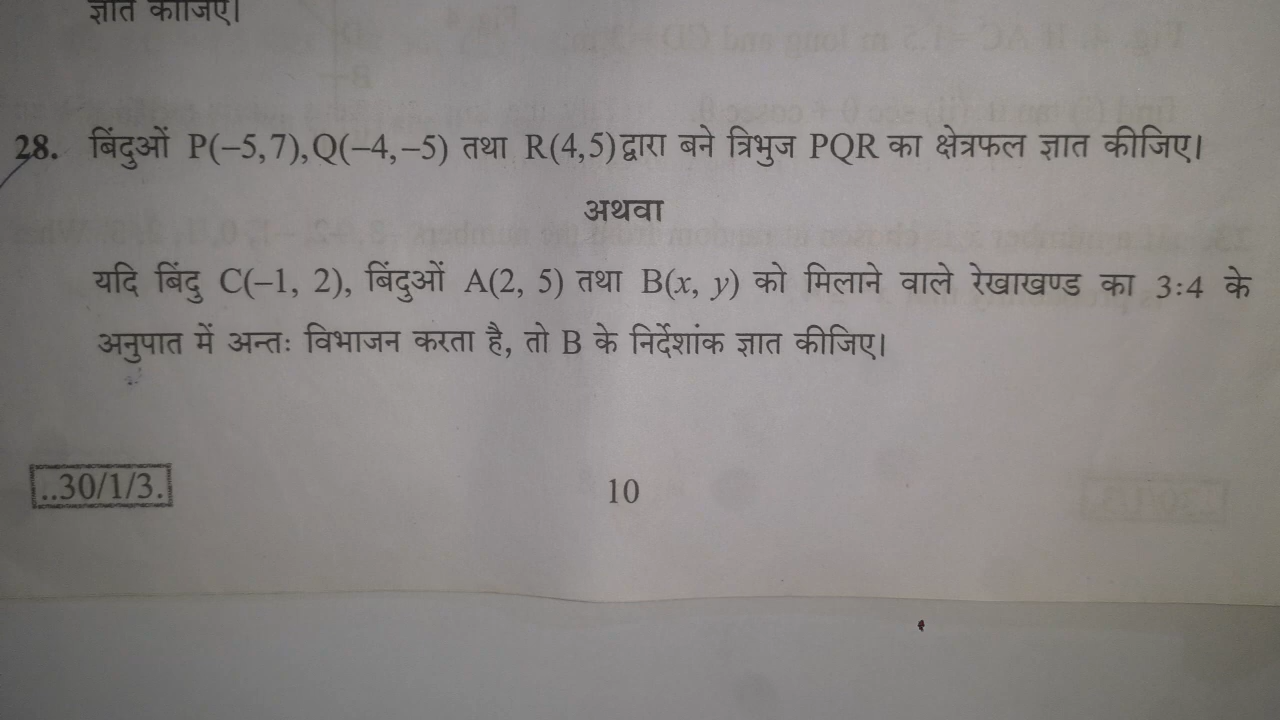 ज्ञात कीजिए।
28. बिंदुओं P(−5,7),Q(−4,−5) तथा R(4,5)द्वारा बने त्रिभुज PQR का क्षेत्रफल ज्ञात कीजिए।
अथवा
यदि बिंदु C(−1, 2), बिंदुओं A(2, 5) तथा B(x, y) को मिलाने वाले रेखाखण्ड का 3:4 के
अनुपात में अन्तः विभाजन करता है, तो B के निर्देशांक ज्ञात कीजिए।
..30/1/3.
10